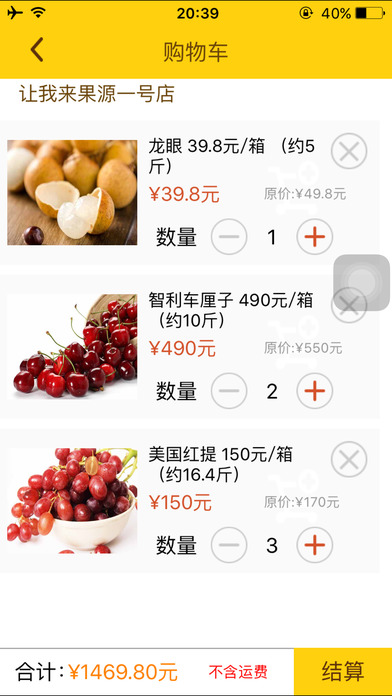 20:39
40%
购物车
让我来果源一号店
龙眼 39.8元/箱 （约5
斤）
¥39.8元
原价:¥49.8元
数量 1
智利车厘子 490元/箱
（约10斤）
¥490元
原价:¥550元
数量 2
美国红提 150元/箱
（约16.4斤）
¥150元
原价:¥170元
数量 3
合计:¥1469.80元 不含运费 结算